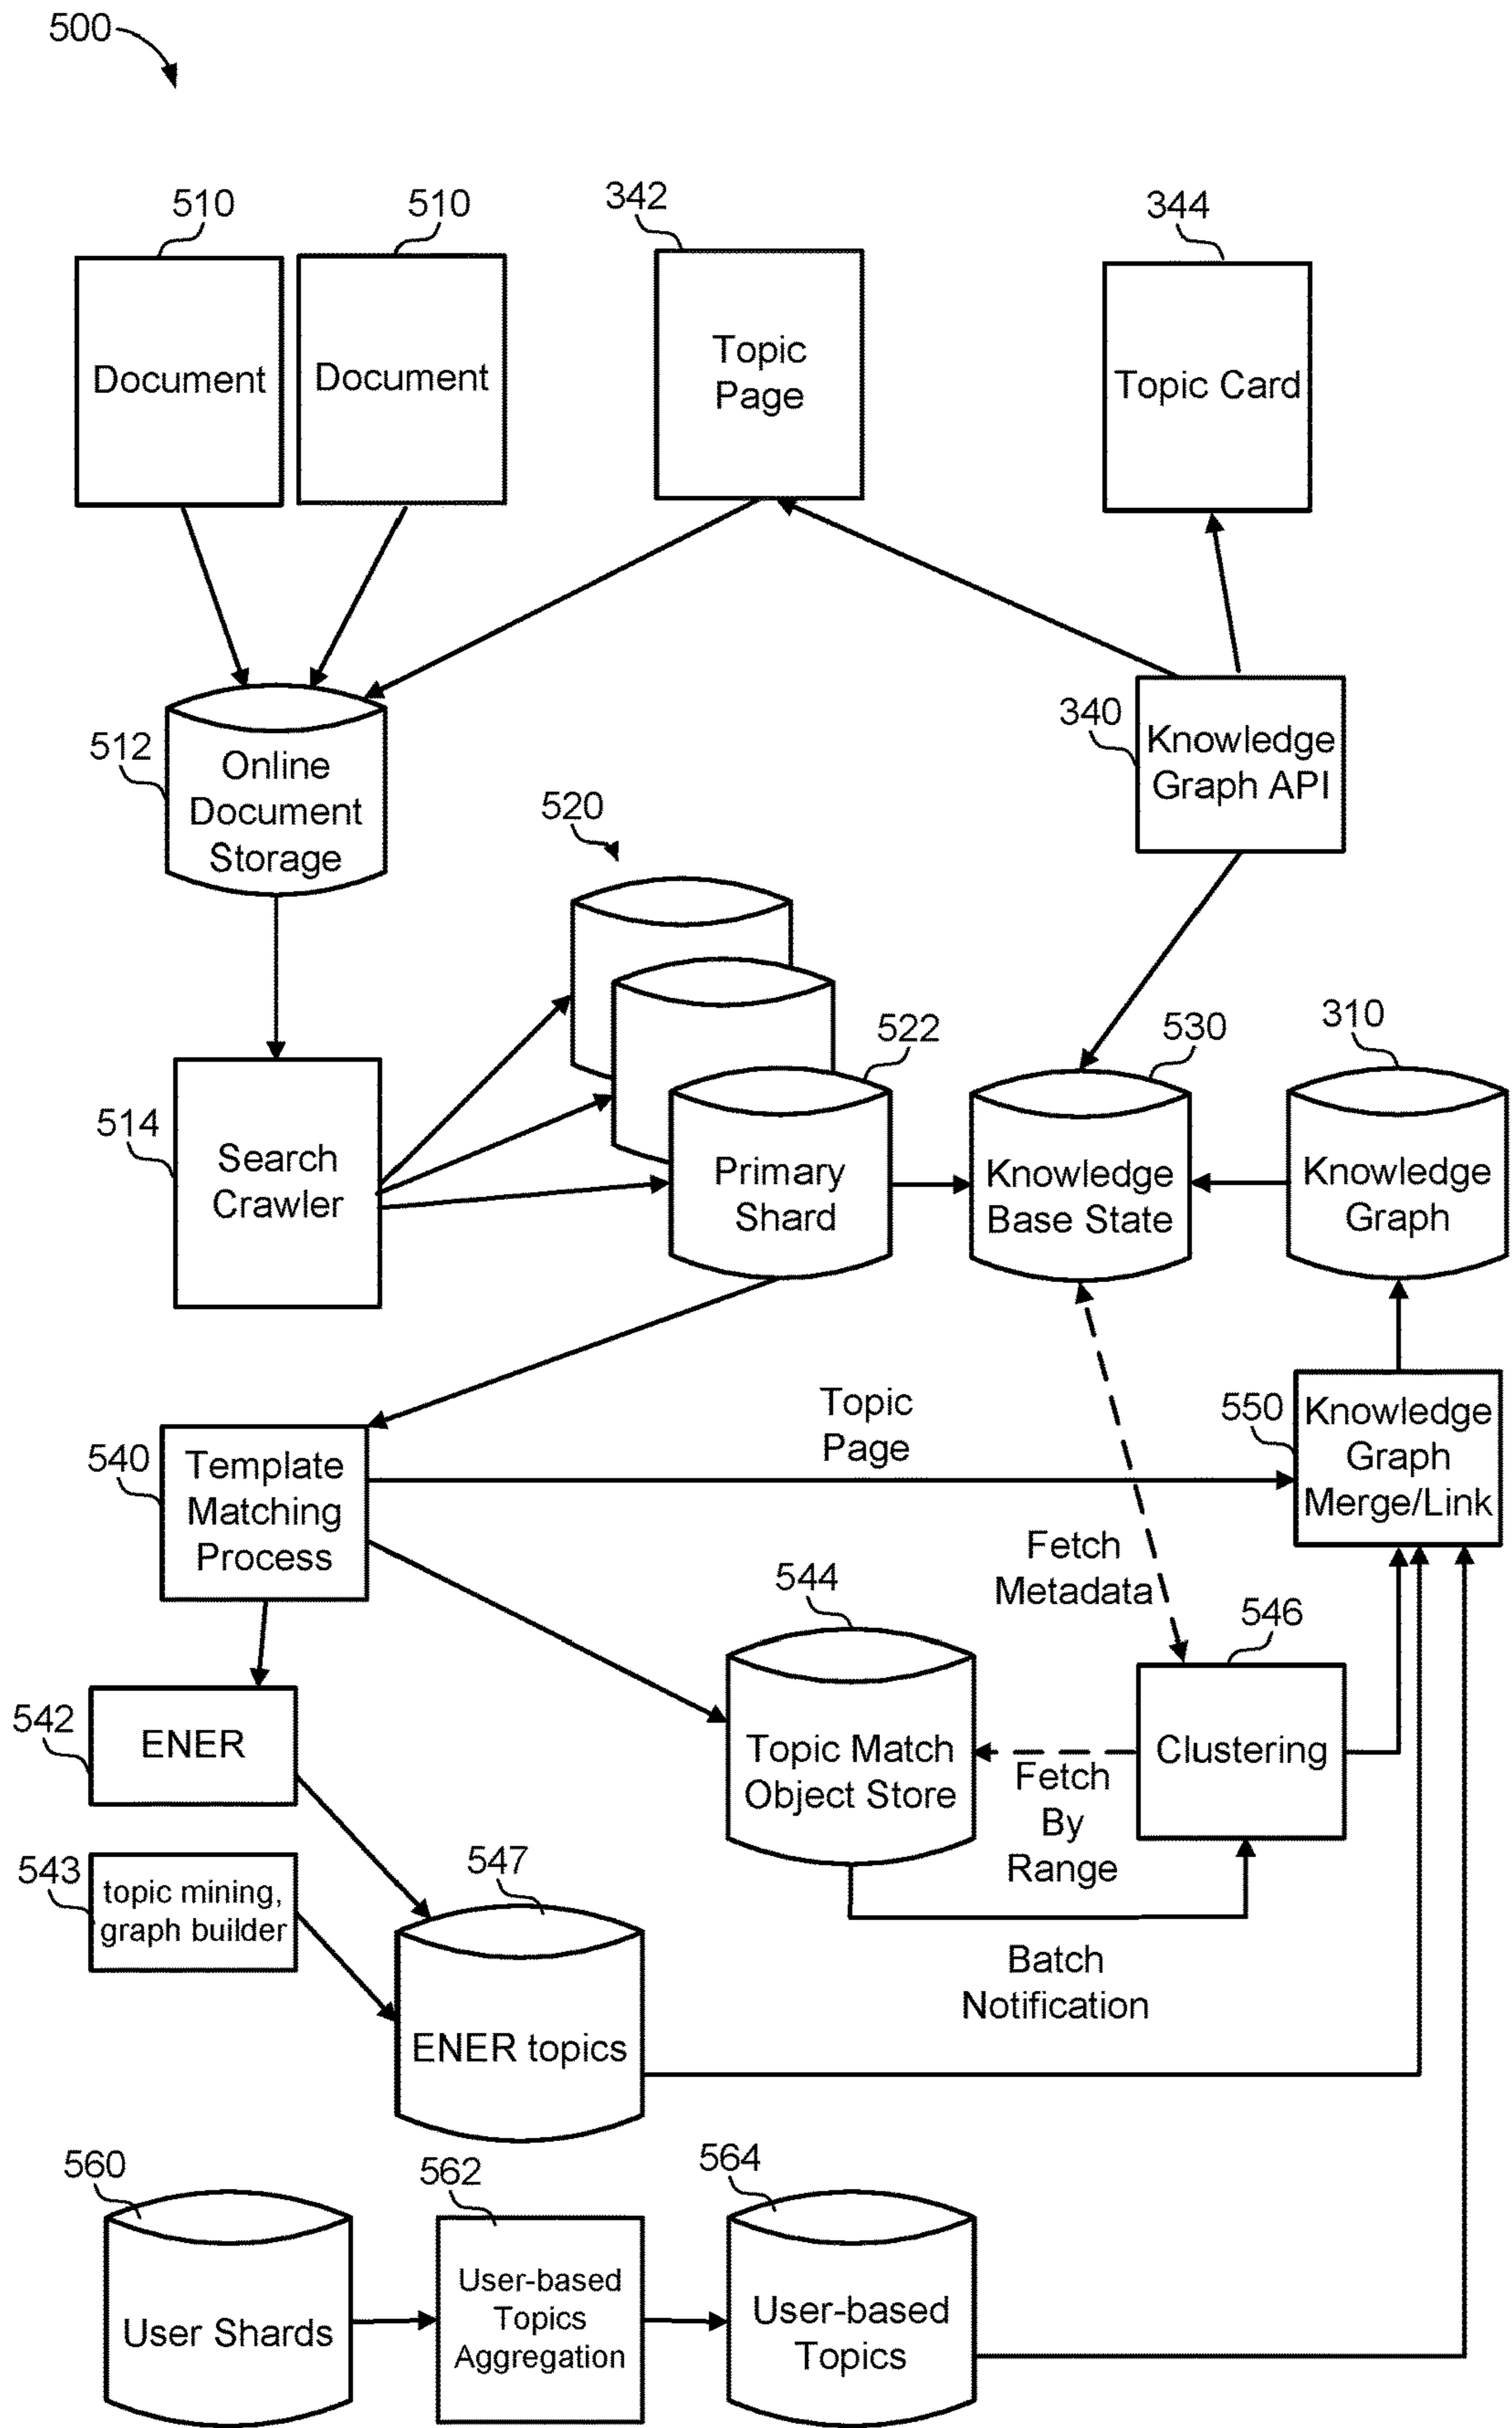 500
510
510
342
344
Document
Document
Topic
Page
Topic Card
512
Online
Document
Storage
340
Knowledge
Graph API
520
522
530
310
514
Search
Crawler
Primary
Shard
Knowledge
Base State
Knowledge
Graph
540
Template
Matching
Process
Topic
Page
550
Knowledge
Graph
Merge/Link
Fetch
Metadata
544
546
542
ENER
Topic Match
Object Store
Fetch
By
Range
Clustering
543
topic mining,
graph builder
547
ENER topics
Batch
Notification
560
562
564
User Shards
User-based
Topics
Aggregation
User-based
Topics